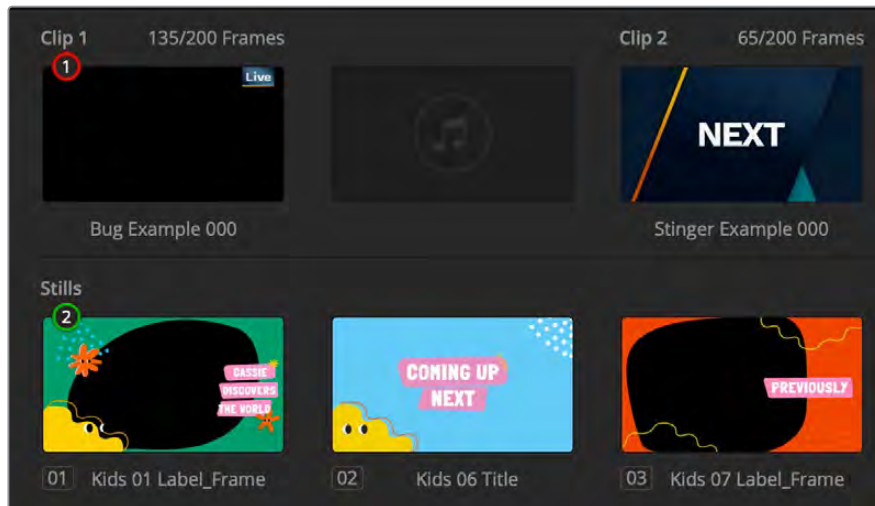 Clip 1 135/200 Frames
Clip 2 65/200 Frames
1
Live
NEXT
Bug Example 000
Stinger Example 000
Stills
2
CASSIE
DISCOVERS
THE WORLD
COMING UP
NEXT
PREVIOUSLY
01 Kids 01 Label_Frame
02 Kids 06 Title
03 Kids 07 Label_Frame